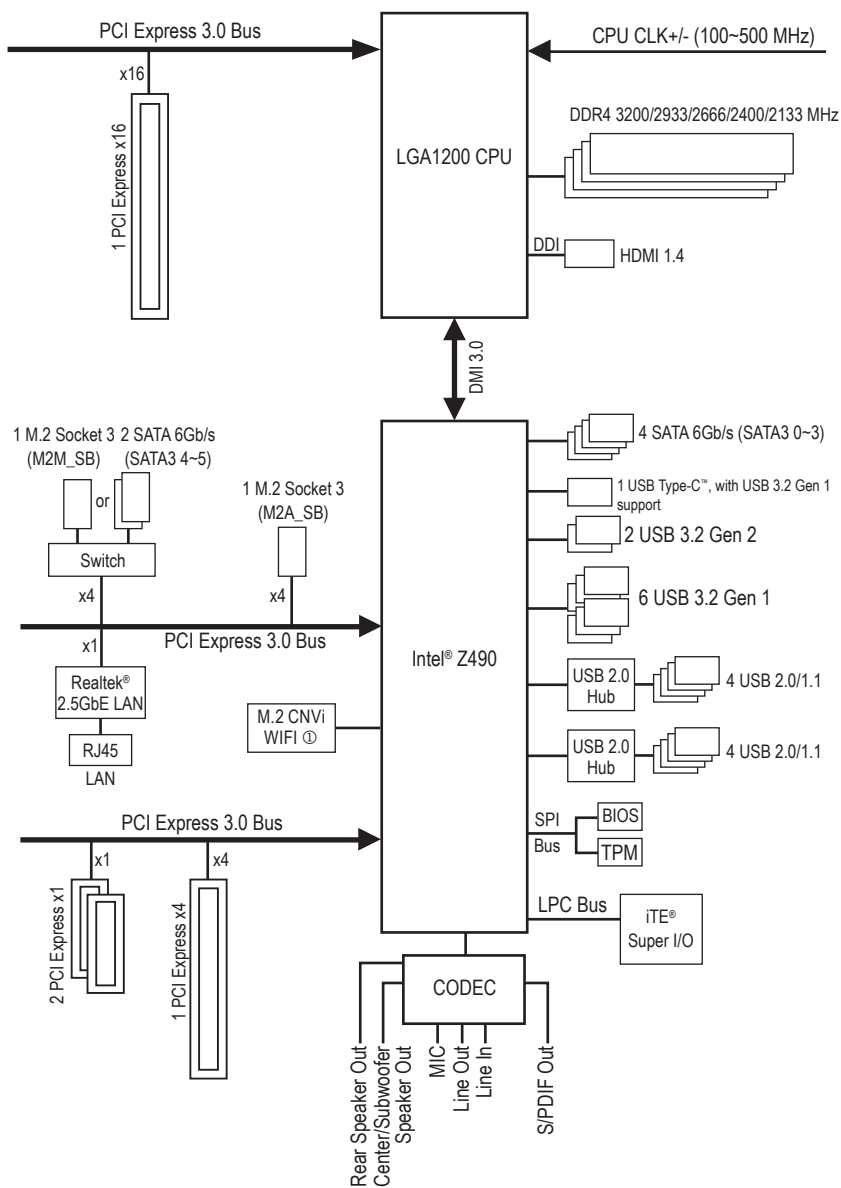 PCI Express 3.0 Bus
CPU CLK+/- (100~500 MHz)
x16
1 PCI Express x16
LGA1200 CPU
DDR4 3200/2933/2666/2400/2133 MHz
DDI
HDMI 1.4
DMI 3.0
1 M.2 Socket 3
(M2M_SB)
or
2 SATA 6Gb/s
(SATA3 4~5)
Switch
x4
1 M.2 Socket 3
(M2A_SB)
x4
PCI Express 3.0 Bus
x1
Realtek®
2.5GbE LAN
RJ45
LAN
M.2 CNVi
WIFI ①
Intel® Z490
4 SATA 6Gb/s (SATA3 0~3)
1 USB Type-C™, with USB 3.2 Gen 1
support
2 USB 3.2 Gen 2
6 USB 3.2 Gen 1
USB 2.0
Hub
4 USB 2.0/1.1
USB 2.0
Hub
4 USB 2.0/1.1
SPI
Bus
BIOS
TPM
LPC Bus
iTE®
Super I/O
PCI Express 3.0 Bus
x1
x4
2 PCI Express x1
1 PCI Express x4
CODEC
Rear Speaker Out
Center/Subwoofer
Speaker Out
MIC
Line Out
Line In
S/PDIF Out